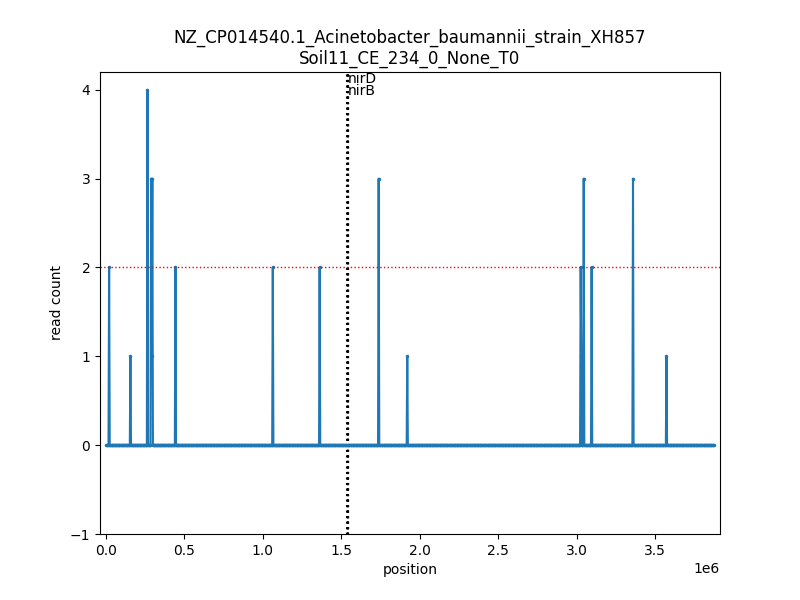 NZ_CP014540.1_Acinetobacter_baumannii_strain_XH857
Soil11_CE_234_0_None_T0
nirD
nirB
4
3
2
1
0
−1
read count
0.0 0.5 1.0 1.5 2.0 2.5 3.0 3.5
1e6
position